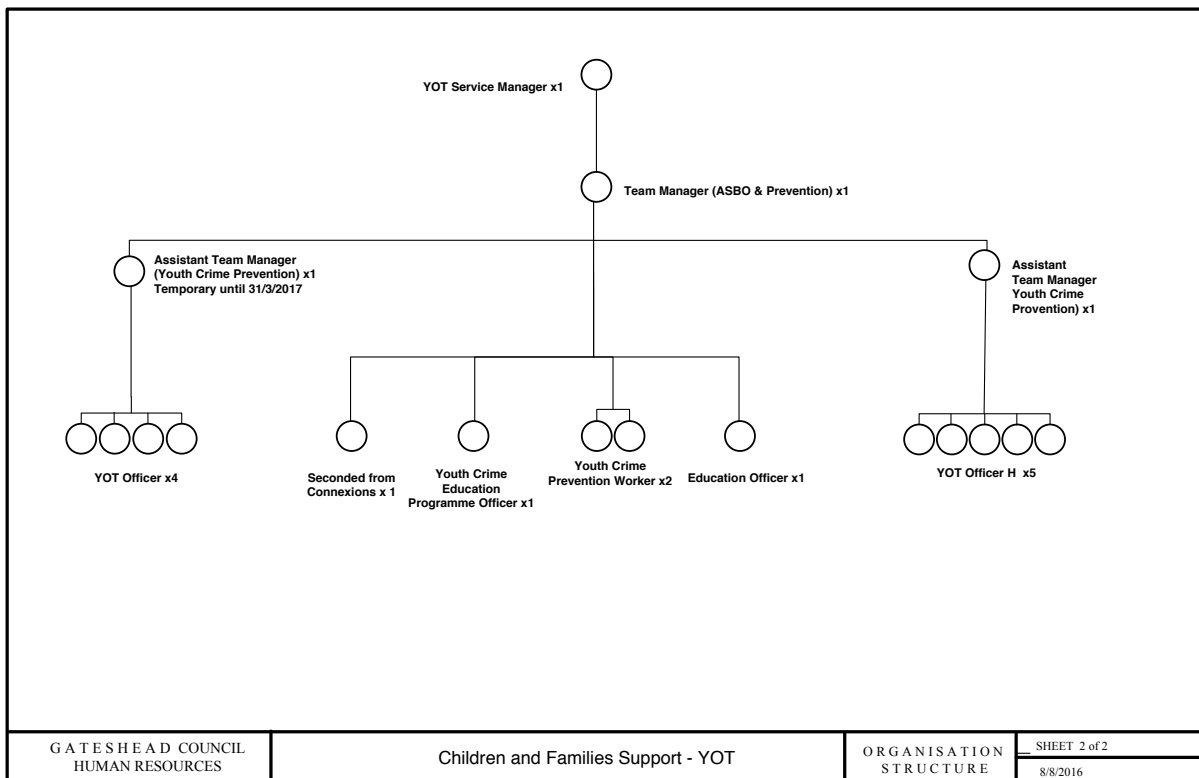 YOT Service Manager x1
Team Manager (ASBO & Prevention) x1
Assistant Team Manager
(Youth Crime Prevention) x1
Temporary until 31/3/2017
Assistant
Team Manager
Youth Crime
Provention) x1
YOT Officer x4
Seconded from
Connexions x 1
Youth Crime
Education
Programme Officer x1
Youth Crime
Prevention Worker x2
Education Officer x1
YOT Officer H x5
GATESHEAD COUNCIL
HUMAN RESOURCES
Children and Families Support - YOT
ORGANISATION
STRUCTURE
SHEET 2 of 2
8/8/2016